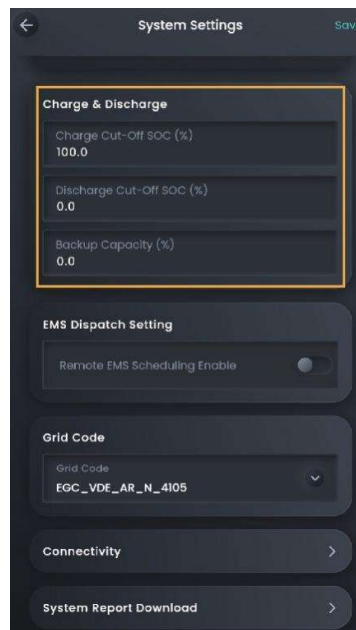 System Settings
Sav
Charge & Discharge
Charge Cut-Off SOC (%)
100.0
Discharge Cut-Off SOC (%)
0.0
Backup Capacity (%)
0.0
EMS Dispatch Setting
Remote EMS Scheduling Enable
Grid Code
Grid Code
EGC_VDE_AR_N_4105
Connectivity
System Report Download